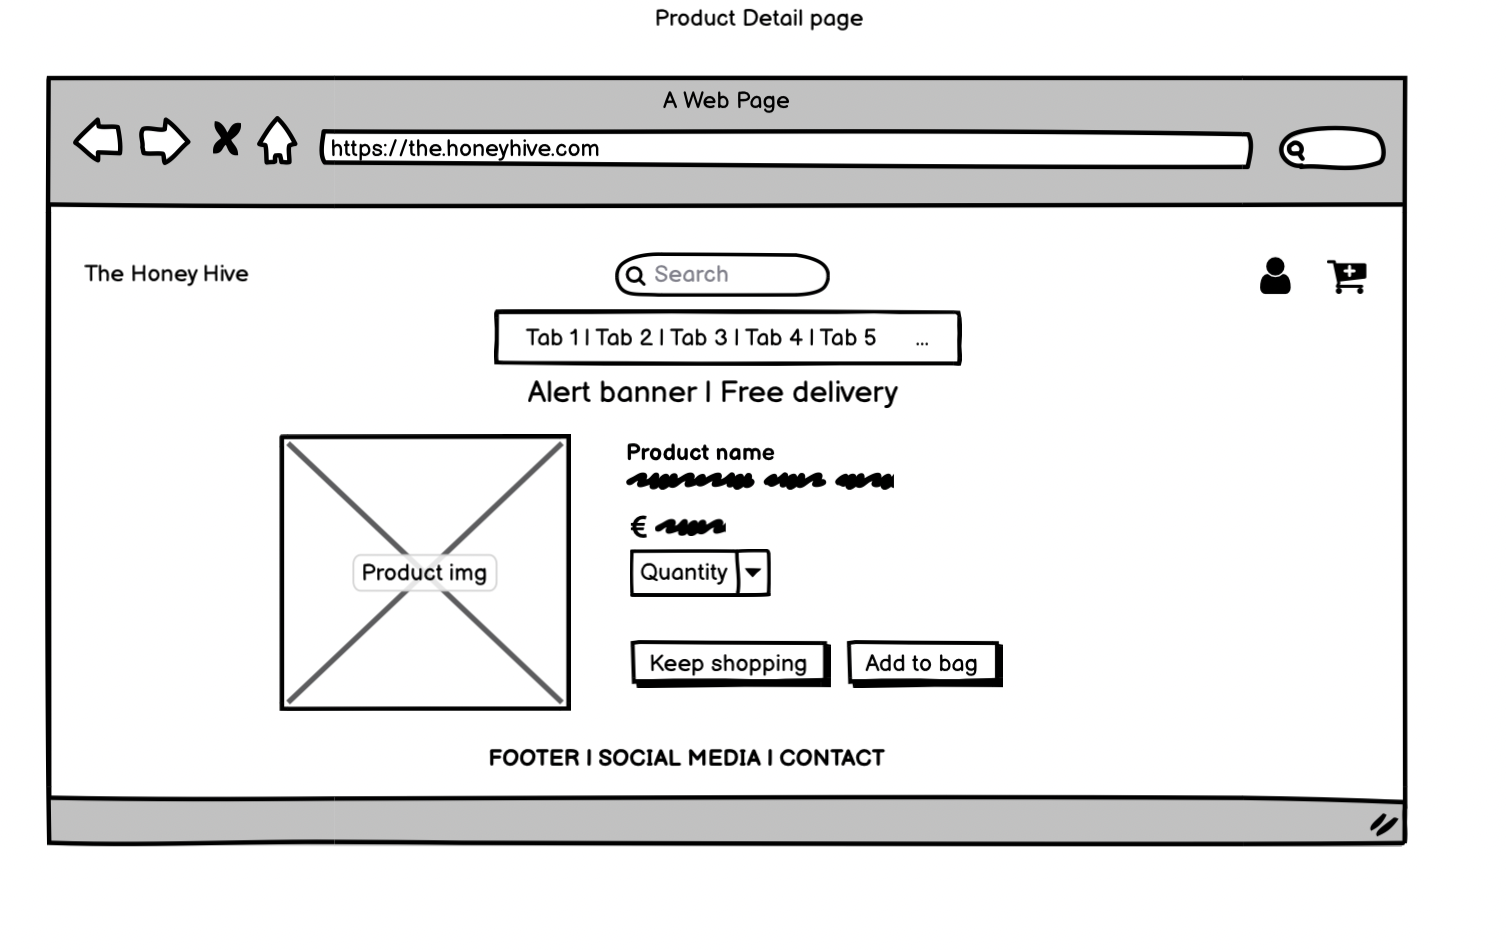 Product Detail page
A Web Page
https://the.honeyhive.com
The Honey Hive
Search
Tab 1 | Tab 2 | Tab 3 | Tab 4 | Tab 5 ...
Alert banner | Free delivery
Product name
€
Product img
Quantity
Keep shopping
Add to bag
FOOTER | SOCIAL MEDIA | CONTACT